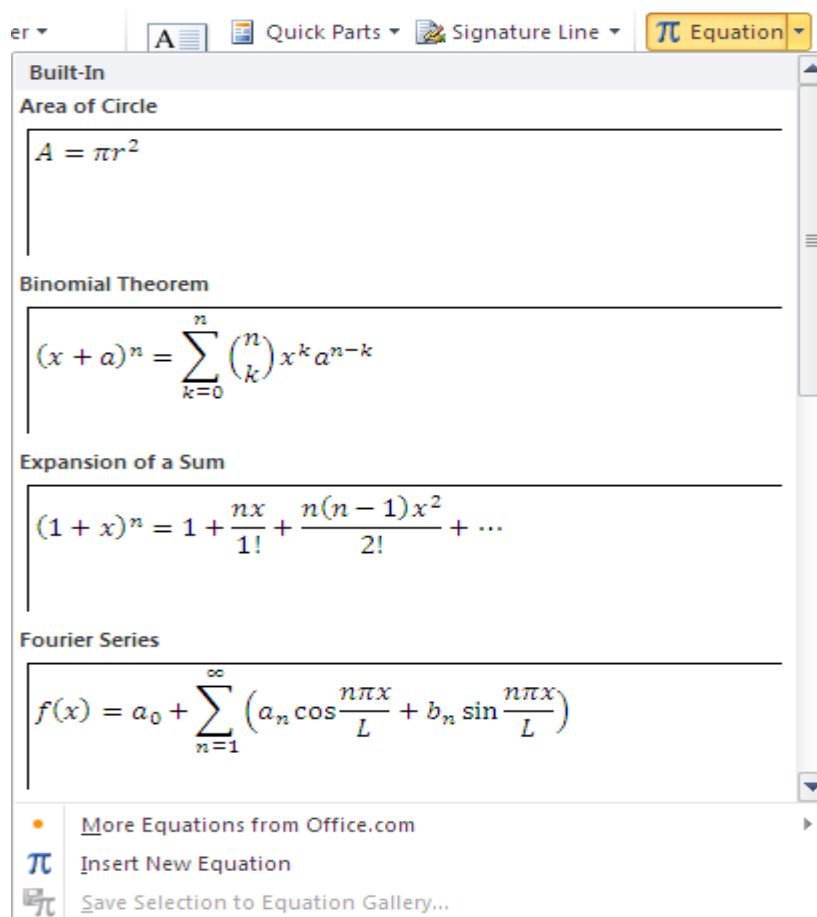 er
A Quick Parts Signature Line π Equation
Built-In
Area of Circle
A = πr²
Binomial Theorem
(x + a)ⁿ = ∑ₖ₌₀ⁿ (n k) xᵏaⁿ⁻ᵏ
Expansion of a Sum
(1 + x)ⁿ = 1 + nx/1! + n(n − 1)x²/2! + ⋯
Fourier Series
f(x) = a₀ + ∑ₙ₌₁^∞ (aₙ cos nπx/L + bₙ sin nπx/L)
More Equations from Office.com
π Insert New Equation
π Save Selection to Equation Gallery...